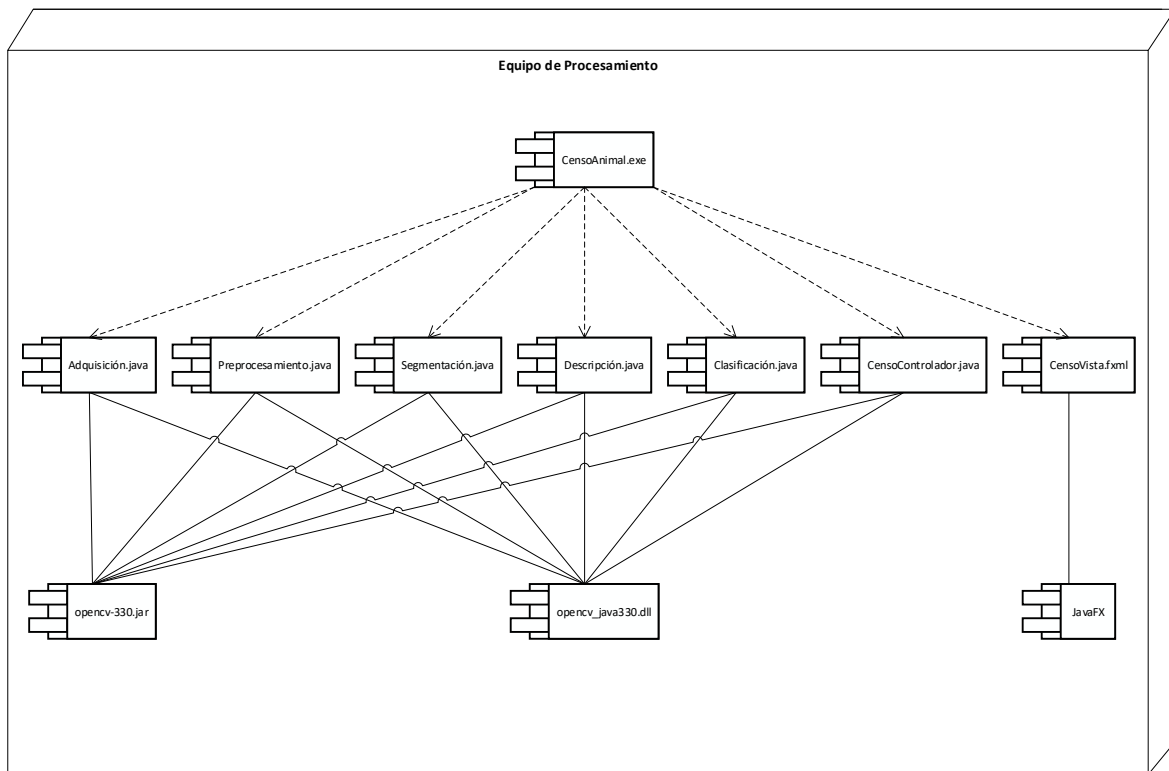 Equipo de Procesamiento
CensoAnimal.exe
Adquisición.java
Preprocesamiento.java
Segmentación.java
Descripción.java
Clasificación.java
CensoControlador.java
CensoVista.fxml
opencv-330.jar
opencv_java330.dll
JavaFX